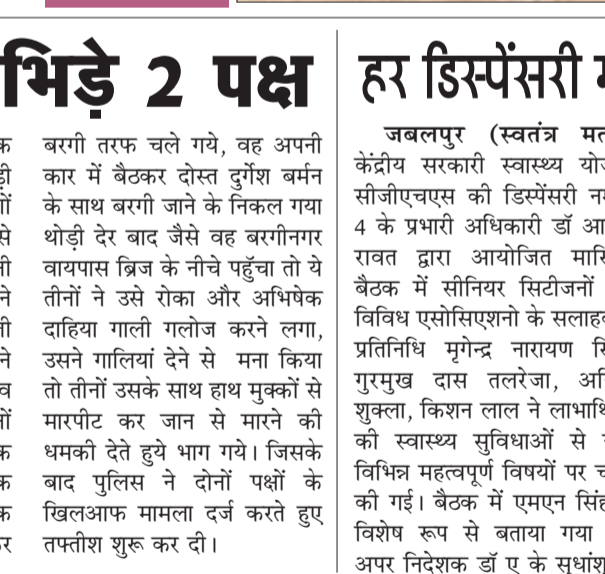 भिड़े 2 पक्ष
बरगी तरफ चले गये, वह अपनी
कार में बैठकर दोस्त दुर्गेश बर्मन
के साथ बरगी जाने के निकल गया
थोड़ी देर बाद जैसे वह बरगीनगर
वायपास ब्रिज के नीचे पहुँचा तो ये
तीनों ने उसे रोका और अभिषेक
दाहिया गाली गलोज करने लगा,
उसने गालियां देने से मना किया
तो तीनों उसके साथ हाथ मुक्कों से
मारपीट कर जान से मारने की
धमकी देते हुये भाग गये। जिसके
बाद पुलिस ने दोनों पक्षों के
खिलआफ मामला दर्ज करते हुए
तफ्तीश शुरू कर दी।
हर डिस्पेंसरी
जबलपुर (स्वतंत्र
केंद्रीय सरकारी स्वास्थ्य
सीजीएचएस की डिस्पेंसरी
4 के प्रभारी अधिकारी डॉ
रावत द्वारा आयोजित
बैठक में सीनियर सिटीजनों
विविध एसोसिएशनो के
प्रतिनिधि मृगेन्द्र नारायण
गुरमुख दास तलरेजा,
शुक्ला, किशन लाल ने
की स्वास्थ्य सुविधाओं से
विभिन्न महत्वपूर्ण विषयों पर
की गई। बैठक में एमएन
विशेष रूप से बताया गया
अपर निदेशक डॉ ए के